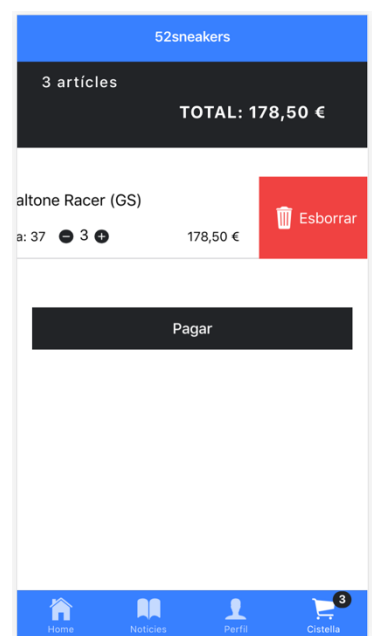 52sneakers
3 artícles
TOTAL: 178,50 €
altone Racer (GS)
a: 37 3 178,50 €
Esborrar
Pagar
3
Home Noticies Perfil Cistella